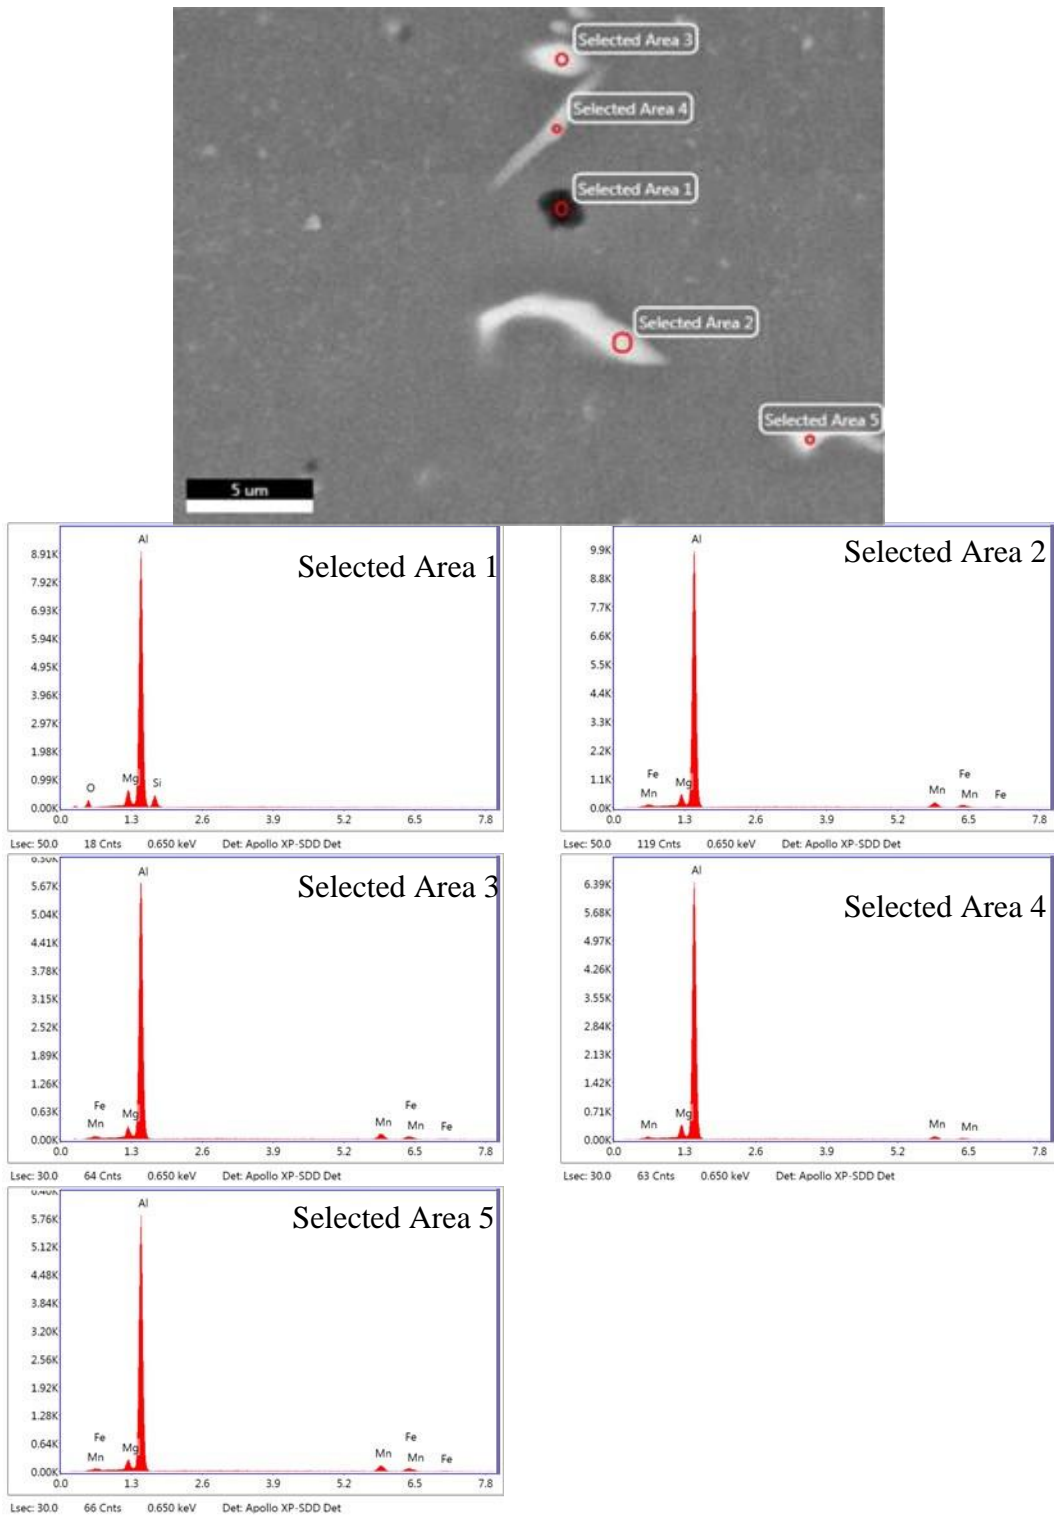 Selected Area 3
Selected Area 4
Selected Area 1
Selected Area 2
Selected Area 5
5 um
Selected Area 1
Al
8.91K
7.92K
6.93K
5.94K
4.95K
3.96K
2.97K
1.98K
0.99K
0.00K
O
Mg
Si
0.0 1.3 2.6 3.9 5.2 6.5 7.8
Lsec: 50.0 18 Cnts 0.650 keV Det: Apollo XP-SDD Det
Selected Area 2
Al
9.9K
8.8K
7.7K
6.6K
5.5K
4.4K
3.3K
2.2K
1.1K
0.0K
Fe
Mn
Mg
Mn
Fe
Mn
Fe
0.0 1.3 2.6 3.9 5.2 6.5 7.8
Lsec: 50.0 119 Cnts 0.650 keV Det: Apollo XP-SDD Det
Selected Area 3
Al
6.30K
5.67K
5.04K
4.41K
3.78K
3.15K
2.52K
1.89K
1.26K
0.63K
0.00K
Fe
Mn
Mg
Mn
Fe
Mn
Fe
0.0 1.3 2.6 3.9 5.2 6.5 7.8
Lsec: 30.0 64 Cnts 0.650 keV Det: Apollo XP-SDD Det
Selected Area 4
Al
6.39K
5.68K
4.97K
4.26K
3.55K
2.84K
2.13K
1.42K
0.71K
0.00K
Mn
Mg
Mn
Mn
0.0 1.3 2.6 3.9 5.2 6.5 7.8
Lsec: 30.0 63 Cnts 0.650 keV Det: Apollo XP-SDD Det
Selected Area 5
Al
6.40K
5.76K
5.12K
4.48K
3.84K
3.20K
2.56K
1.92K
1.28K
0.64K
0.00K
Fe
Mn
Mg
Mn
Fe
Mn
Fe
0.0 1.3 2.6 3.9 5.2 6.5 7.8
Lsec: 30.0 66 Cnts 0.650 keV Det: Apollo XP-SDD Det